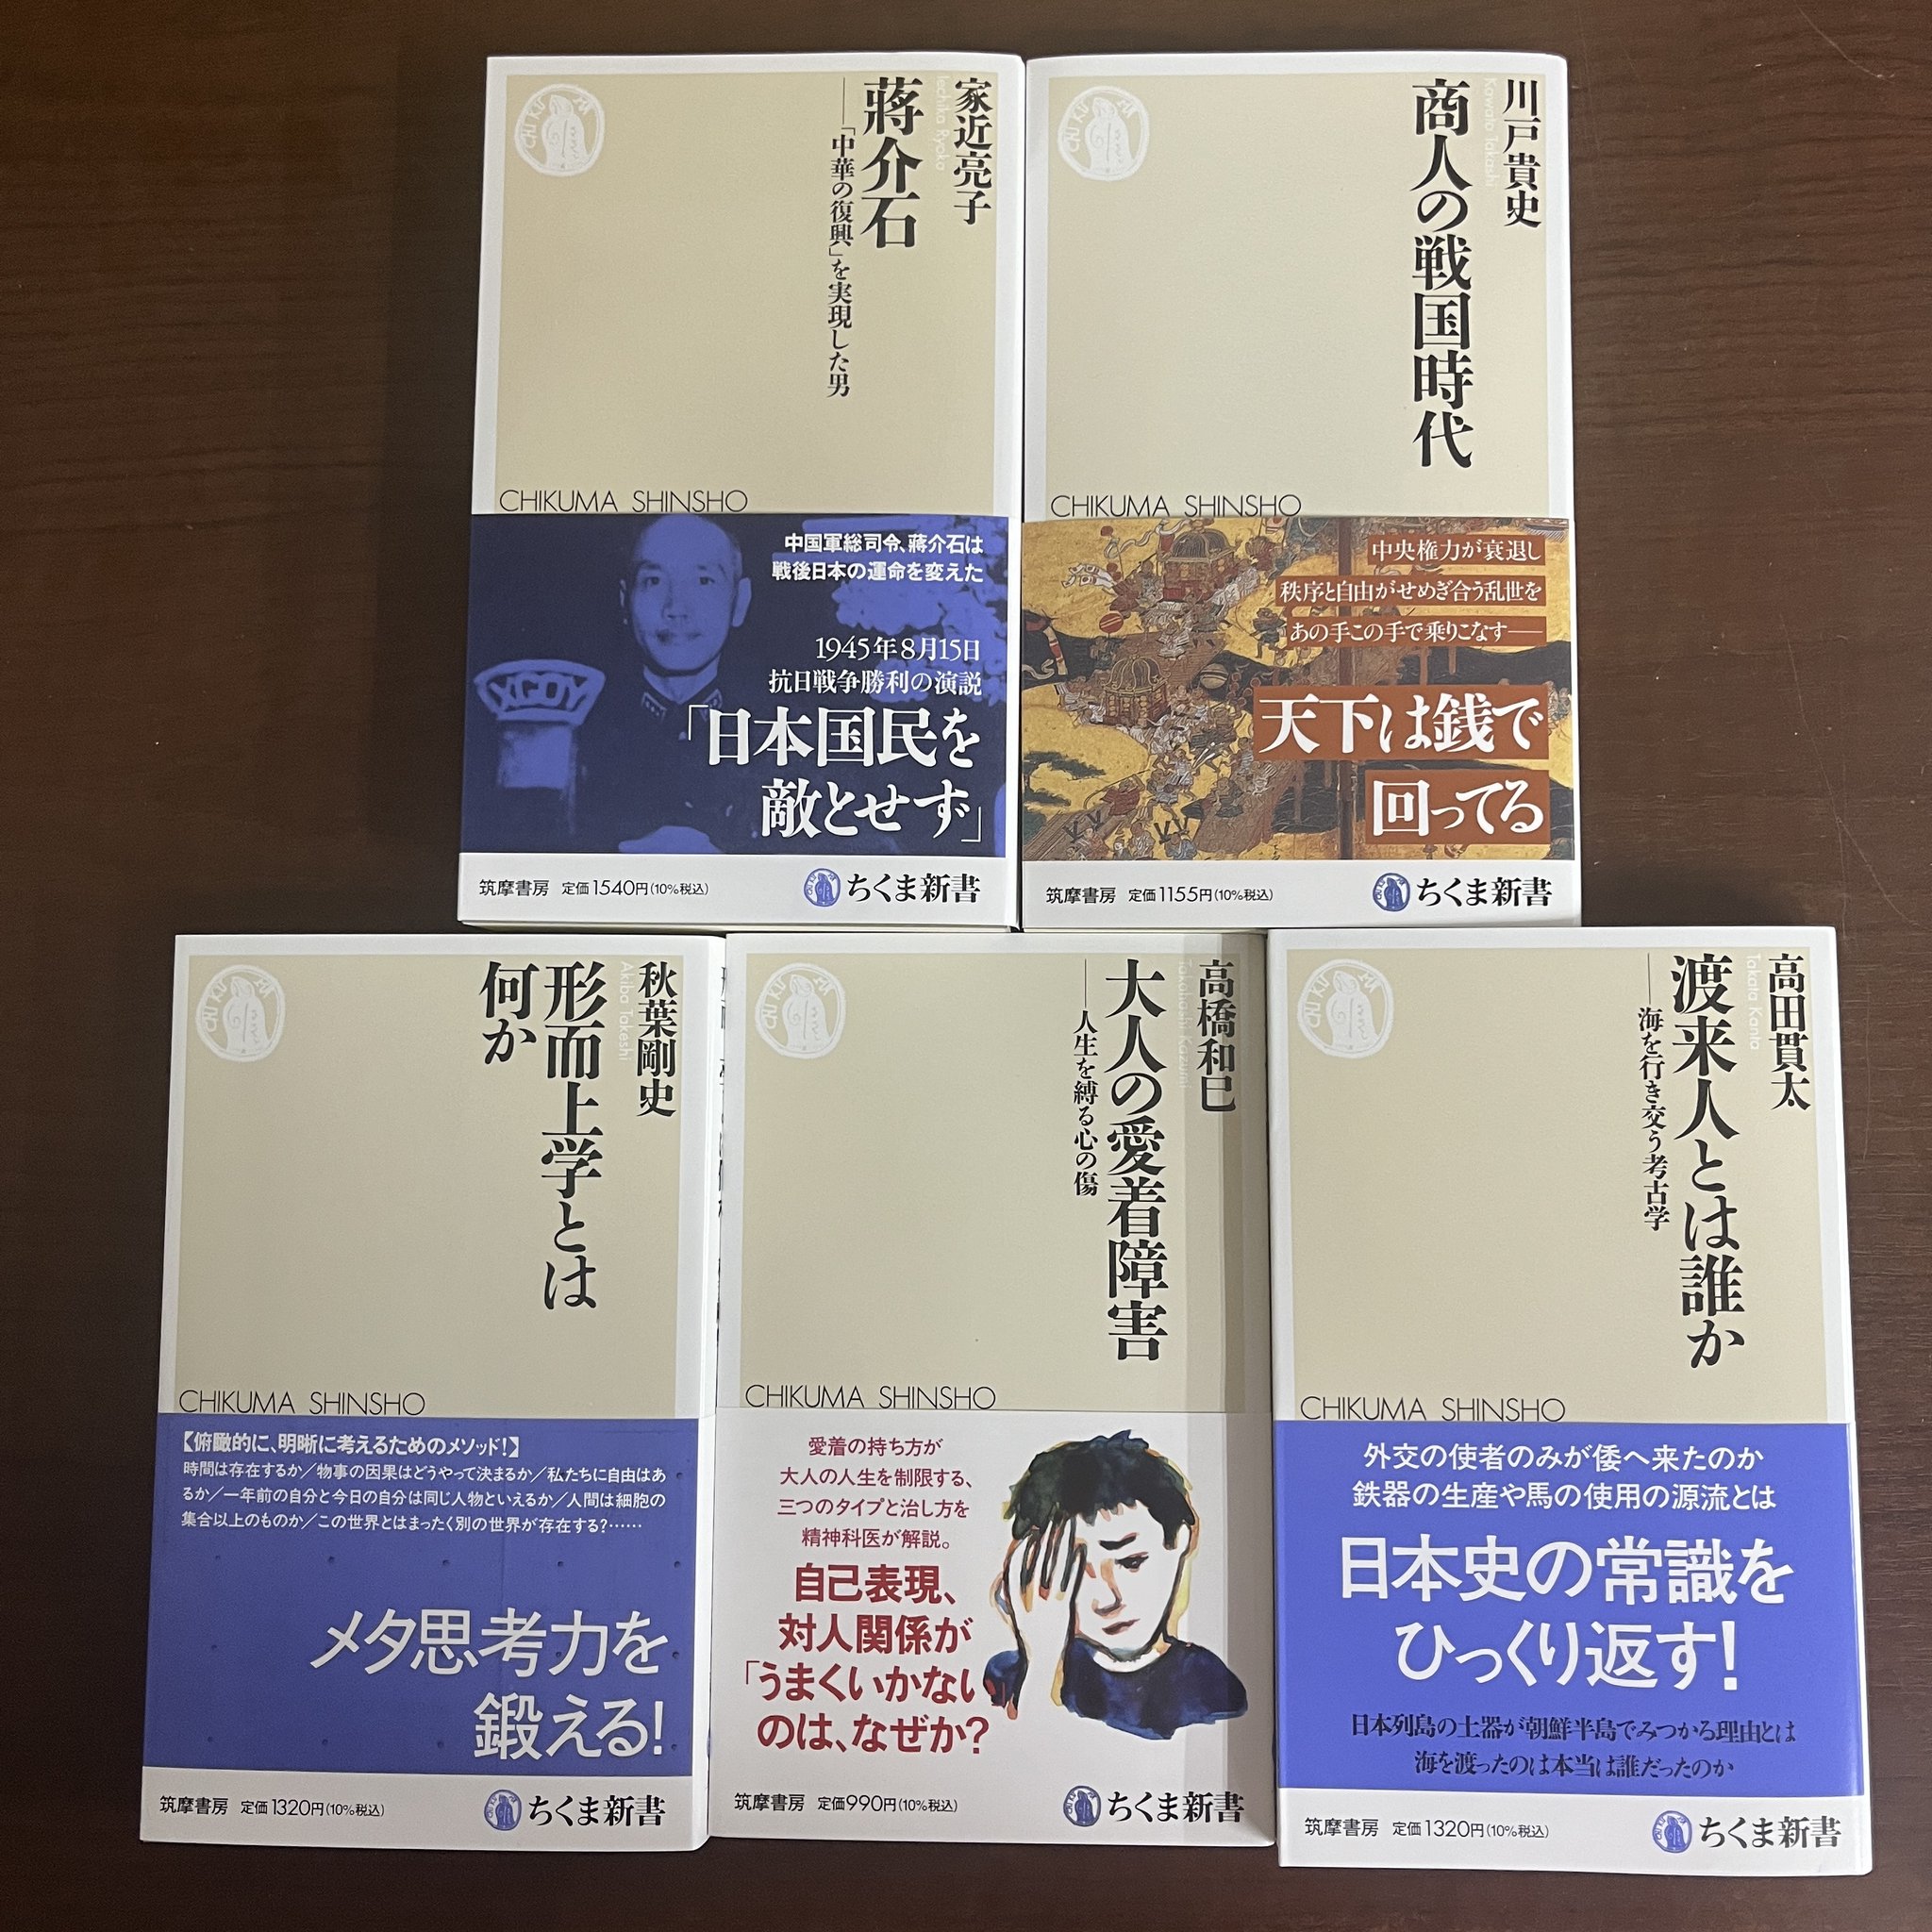 家近亮子
Iechika Ryoko
蔣介石
──「中華の復興」を実現した男
CHIKUMA SHINSHO
中国軍総司令、蔣介石は
戦後日本の運命を変えた
1945年8月15日
抗日戦争勝利の演説
「日本国民を
敵とせず」
XGOY
筑摩書房 定価1540円(10%税込)
ちくま新書
川戸貴史
Kawato Takashi
商人の戦国時代
CHIKUMA SHINSHO
中央権力が衰退し
秩序と自由がせめぎ合う乱世を
あの手この手で乗りこなす──
天下は銭で
回ってる
筑摩書房 定価1155円(10%税込)
ちくま新書
秋葉剛史
Akiba Takeshi
形而上学とは
何か
CHIKUMA SHINSHO
【俯瞰的に、明晰に考えるためのメソッド!】
時間は存在するか/物事の因果はどうやって決まるか/私たちに自由はあ
るか/一年前の自分と今日の自分は同じ人物といえるか/人間は細胞の
集合以上のものか/この世界とはまったく別の世界が存在する?……
メタ思考力を
鍛える!
筑摩書房 定価1320円(10%税込)
ちくま新書
高橋和巳
Takahashi Kazumi
大人の愛着障害
──人生を縛る心の傷
CHIKUMA SHINSHO
愛着の持ち方が
大人の人生を制限する、
三つのタイプと治し方を
精神科医が解説。
自己表現、
対人関係が
「うまくいかない」
のは、なぜか?
筑摩書房 定価990円(10%税込)
ちくま新書
高田貫太
Takata Kanta
渡来人とは誰か
──海を行き交う考古学
CHIKUMA SHINSHO
外交の使者のみが倭へ来たのか
鉄器の生産や馬の使用の源流とは
日本史の常識を
ひっくり返す!
日本列島の土器が朝鮮半島でみつかる理由とは
海を渡ったのは本当は誰だったのか
筑摩書房 定価1320円(10%税込)
ちくま新書